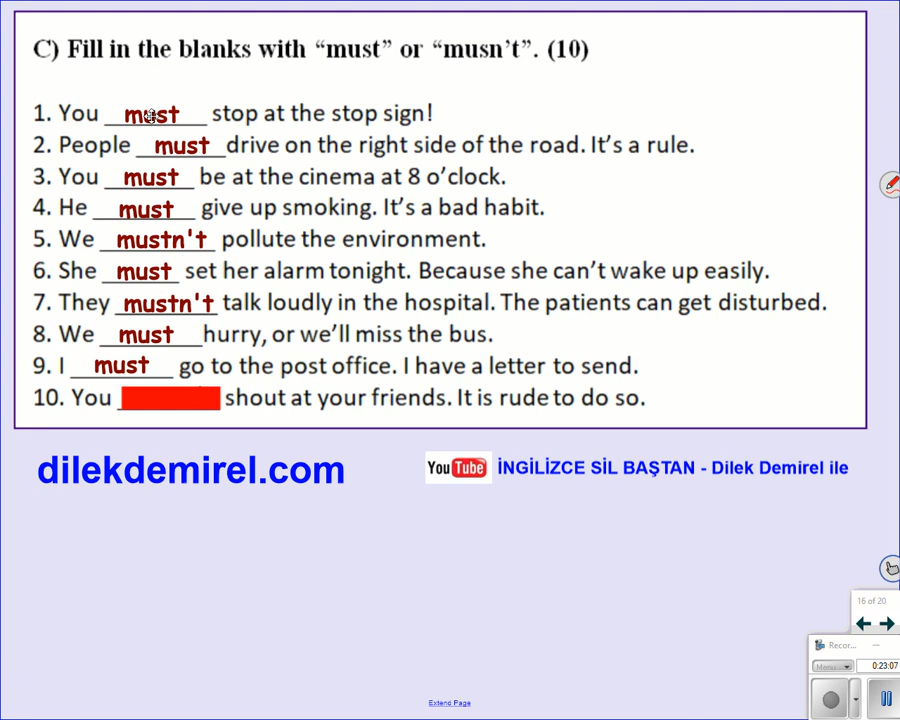 C) Fill in the blanks with “must” or “musn’t”. (10)
1. You must stop at the stop sign!
2. People must drive on the right side of the road. It’s a rule.
3. You must be at the cinema at 8 o’clock.
4. He must give up smoking. It’s a bad habit.
5. We mustn't pollute the environment.
6. She must set her alarm tonight. Because she can’t wake up easily.
7. They mustn't talk loudly in the hospital. The patients can get disturbed.
8. We must hurry, or we’ll miss the bus.
9. I must go to the post office. I have a letter to send.
10. You shout at your friends. It is rude to do so.
dilekdemirel.com
YouTube İNGİLİZCE SİL BAŞTAN - Dilek Demirel ile
16 of 20
Recor...
Menu
0:23:07
Extend Page